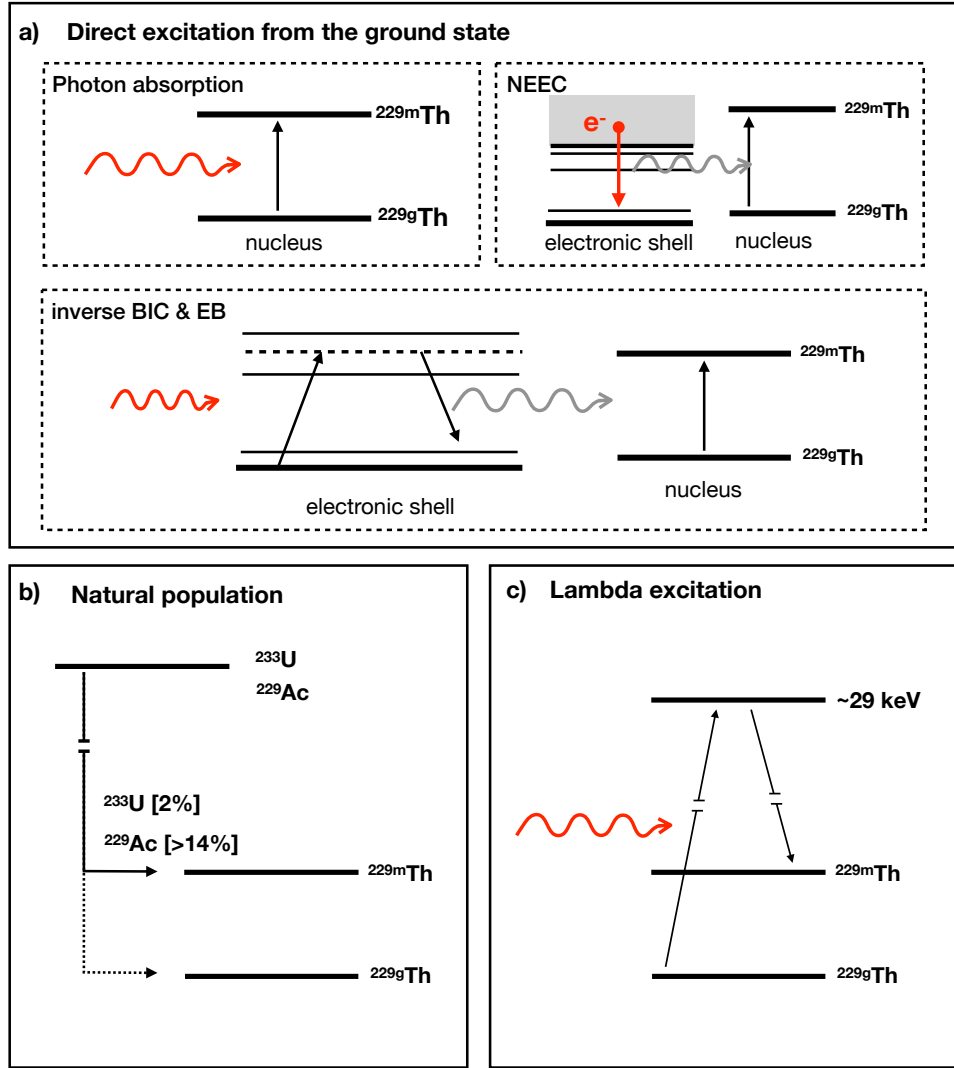 a) Direct excitation from the ground state
Photon absorption
²²⁹ᵐTh
²²⁹ᵍTh
nucleus
NEEC
e⁻
²²⁹ᵐTh
²²⁹ᵍTh
electronic shell
nucleus
inverse BIC & EB
²²⁹ᵐTh
²²⁹ᵍTh
electronic shell
nucleus
b) Natural population
²³³U
²²⁹Ac
²³³U [2%]
²²⁹Ac [>14%]
²²⁹ᵐTh
²²⁹ᵍTh
c) Lambda excitation
~29 keV
²²⁹ᵐTh
²²⁹ᵍTh